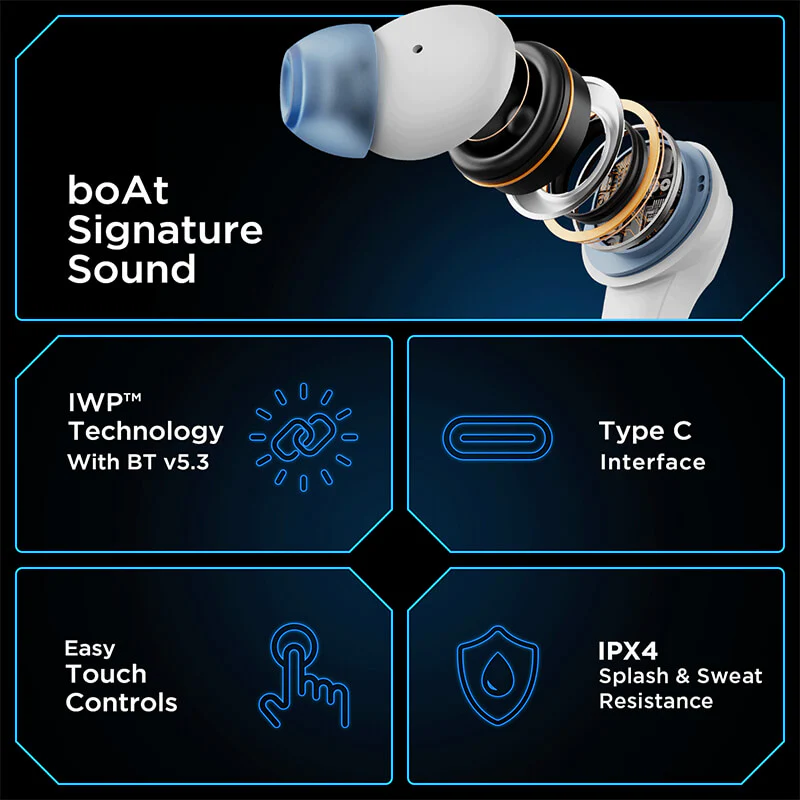 boAt
Signature
Sound
IWP™
Technology
With BT v5.3
Type C
Interface
Easy
Touch
Controls
IPX4
Splash & Sweat
Resistance